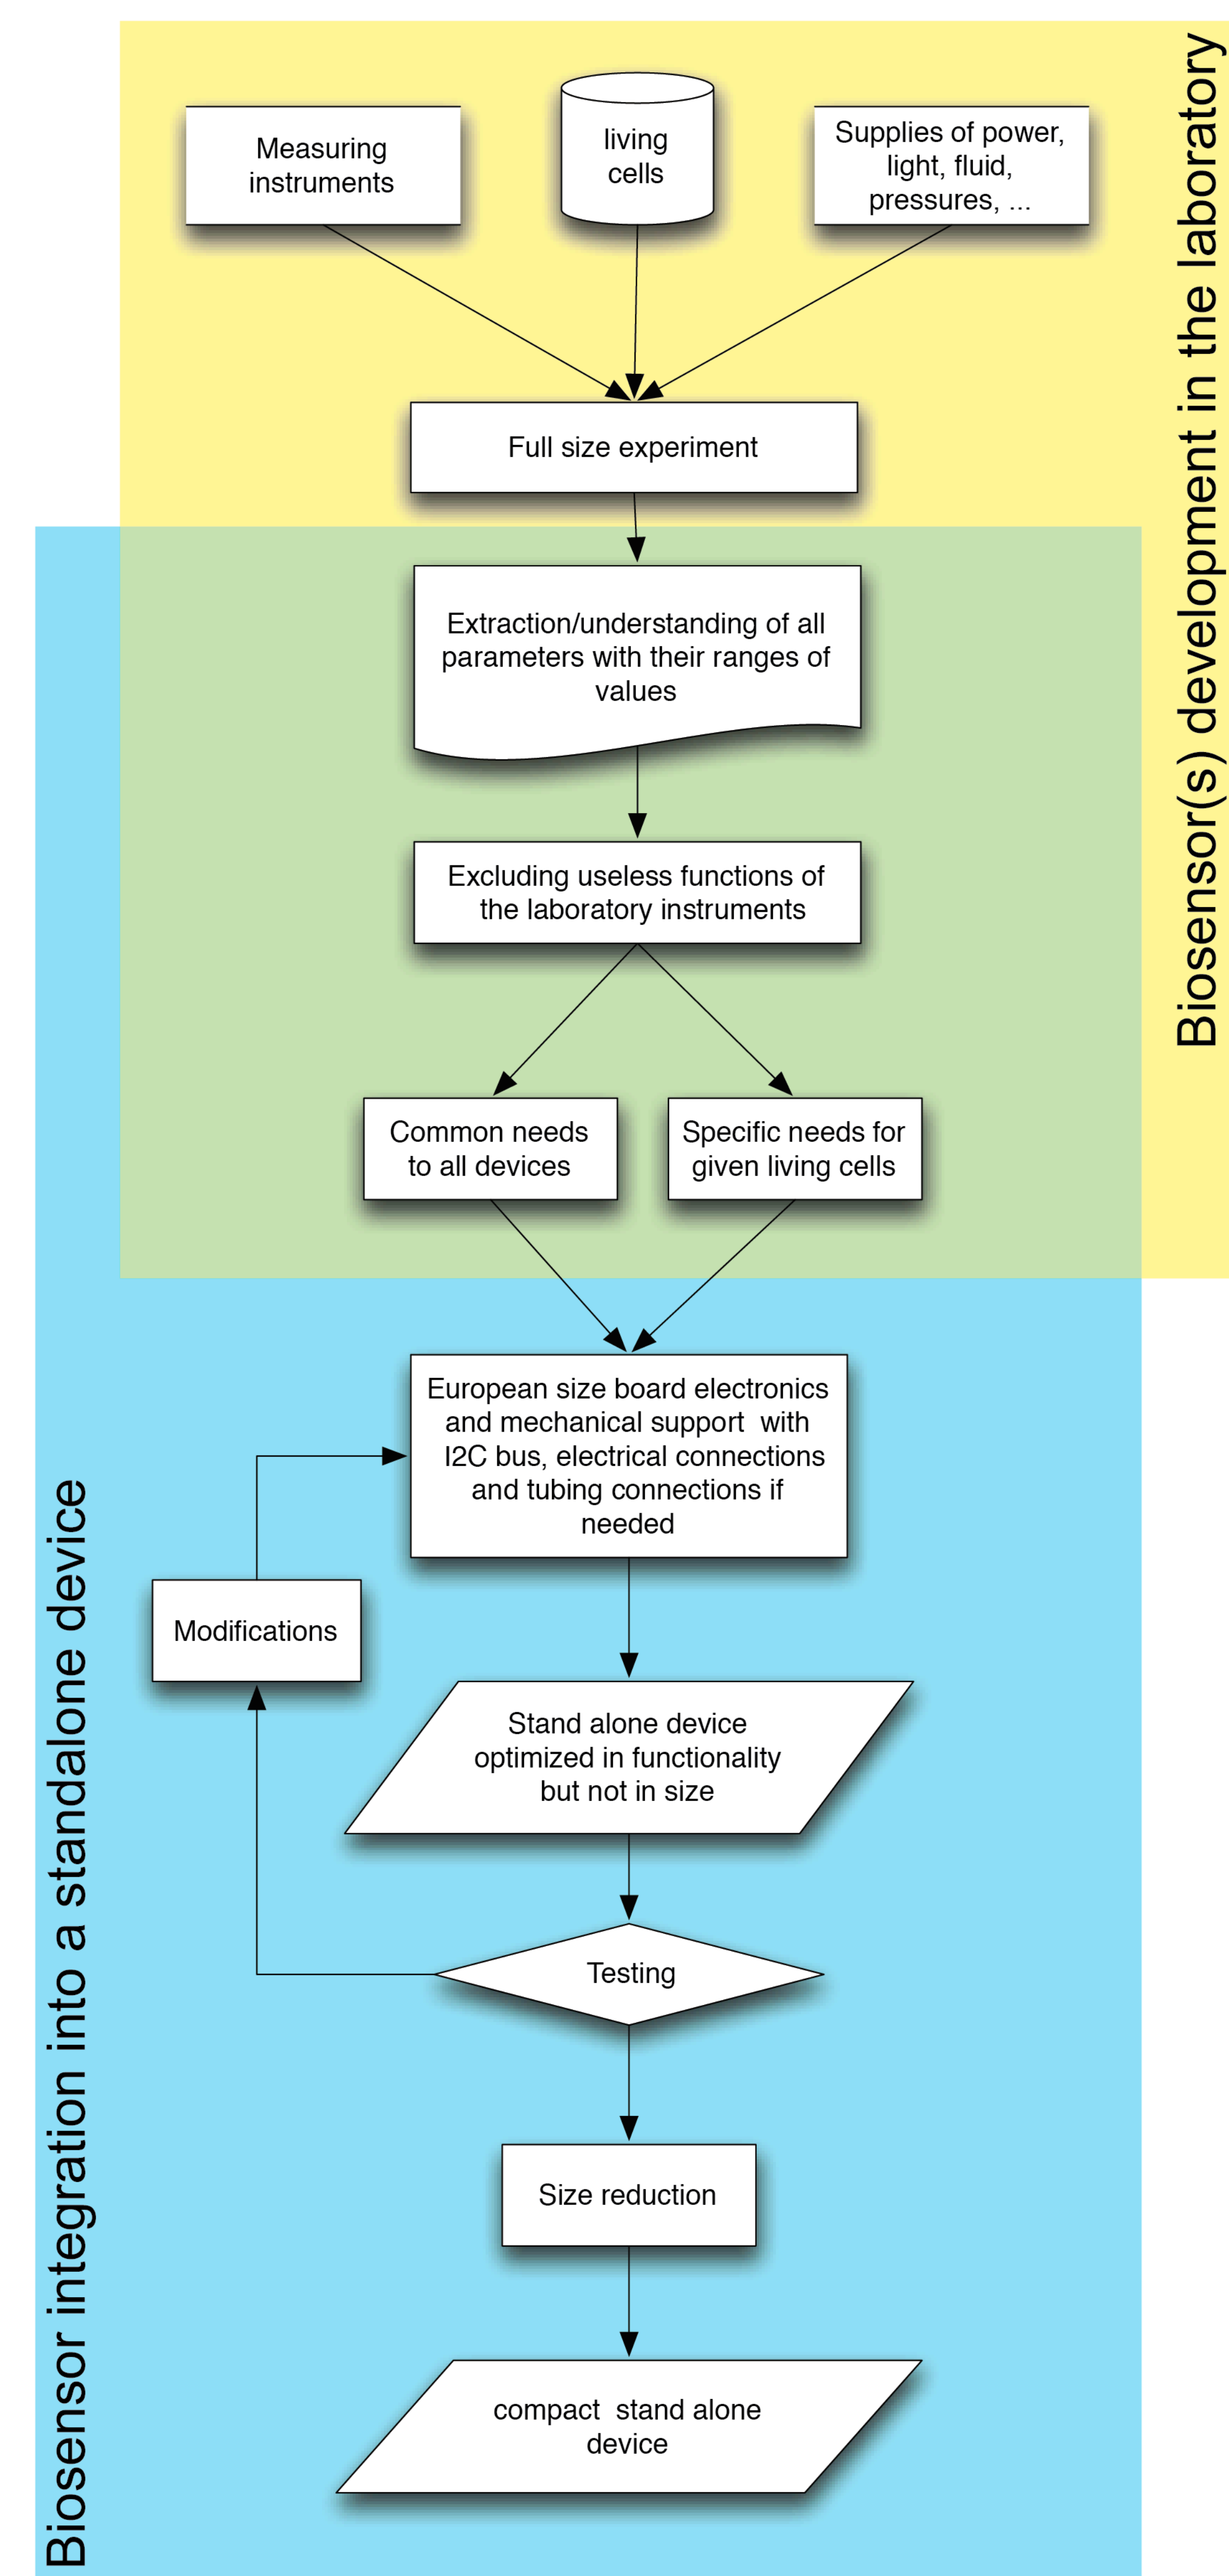 Biosensor(s) development in the laboratory
Measuring
instruments
living
cells
Supplies of power,
light, fluid,
pressures, ...
Full size experiment
Extraction/understanding of all
parameters with their ranges of
values
Excluding useless functions of
the laboratory instruments
Common needs
to all devices
Specific needs for
given living cells
Biosensor integration into a standalone device
European size board electronics
and mechanical support  with
I2C bus, electrical connections
and tubing connections if
needed
Modifications
Stand alone device
optimized in functionality
but not in size
Testing
Size reduction
compact  stand alone
device